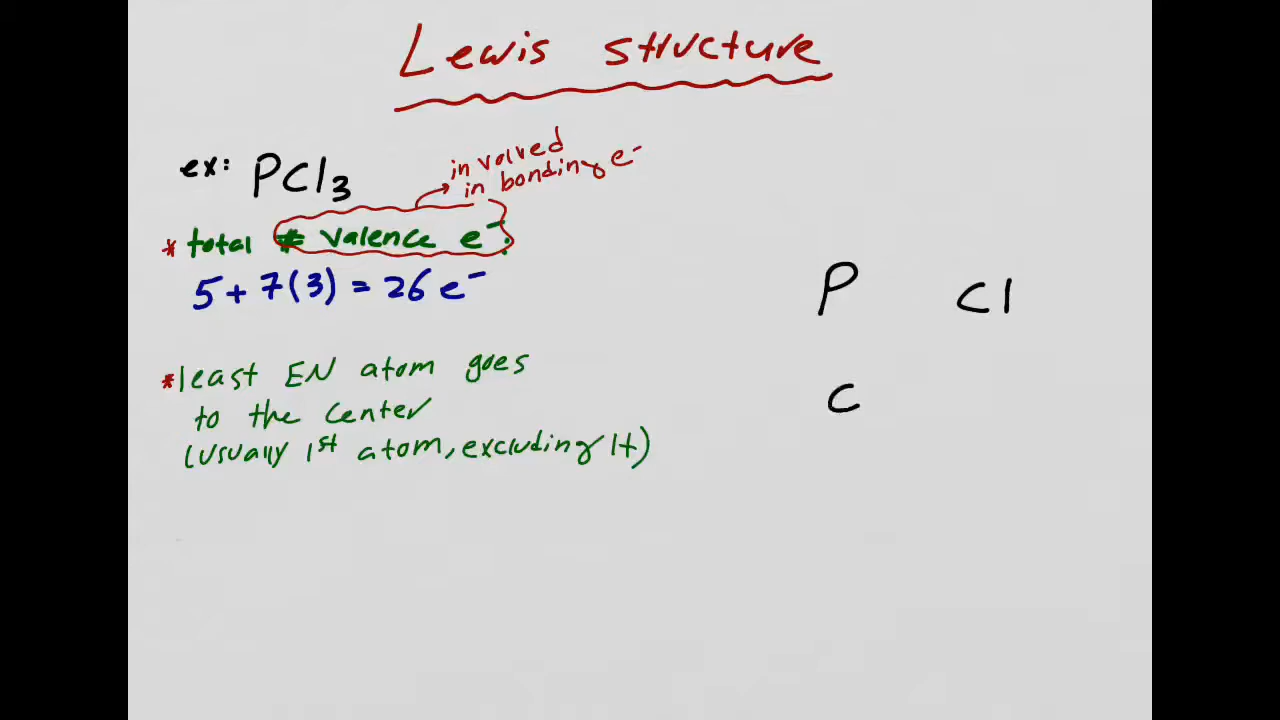 Lewis structure
ex: PCl3
involved
in bonding e⁻
* total # valence e⁻:
5 + 7(3) = 26 e⁻
P Cl
* least EN atom goes
C
to the center
(usually 1st atom, excluding H)